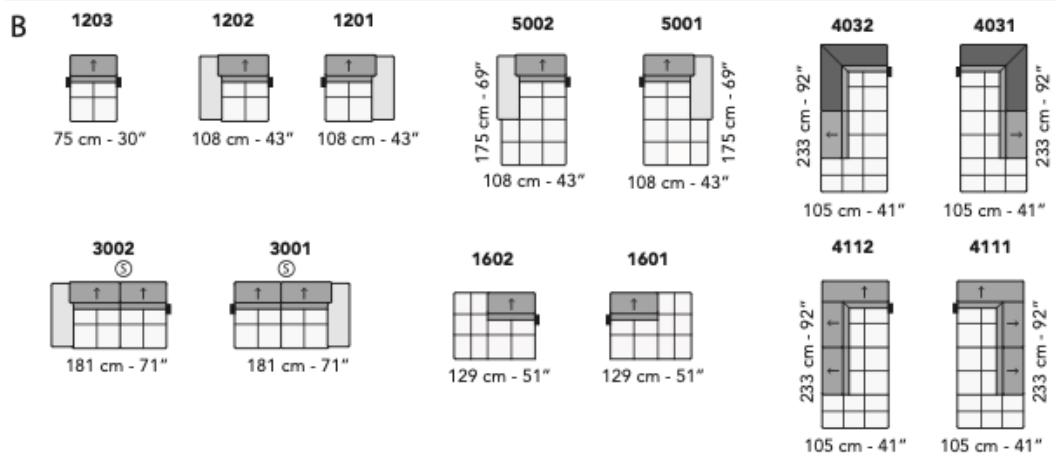 B
1203 1202 1201 5002 5001 4032 4031
↑ ↑ ↑ ↑ ↑
175 cm - 69” 175 cm - 69” 233 cm - 92” 233 cm - 92”
← →
75 cm - 30” 108 cm - 43” 108 cm - 43”
108 cm - 43” 108 cm - 43”
105 cm - 41” 105 cm - 41”
3002 3001 1602 1601 4112 4111
S S
↑ ↑ ↑ ↑ ↑ ↑ ↑ ↑
233 cm - 92” 233 cm - 92”
← →
← →
181 cm - 71” 181 cm - 71” 129 cm - 51” 129 cm - 51”
105 cm - 41” 105 cm - 41”